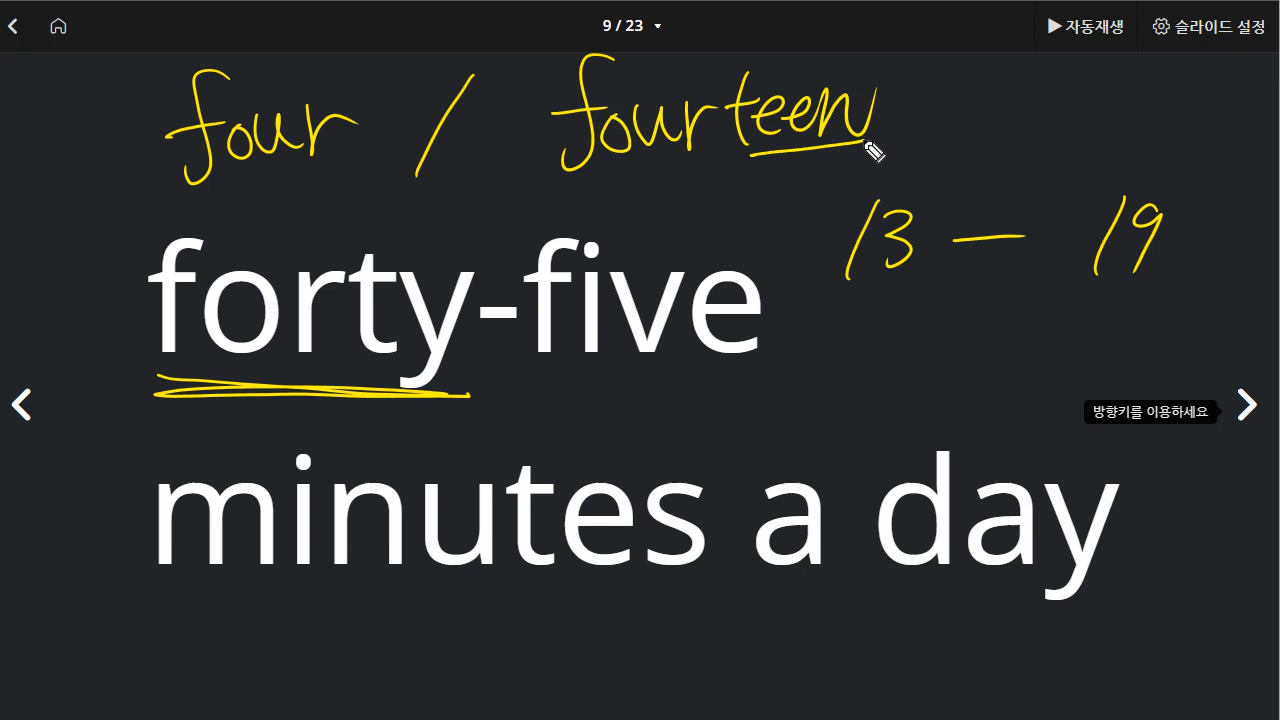 9 / 23
자동재생
슬라이드 설정
four / fourteen
13 — 19
forty-five
방향키를 이용하세요
minutes a day